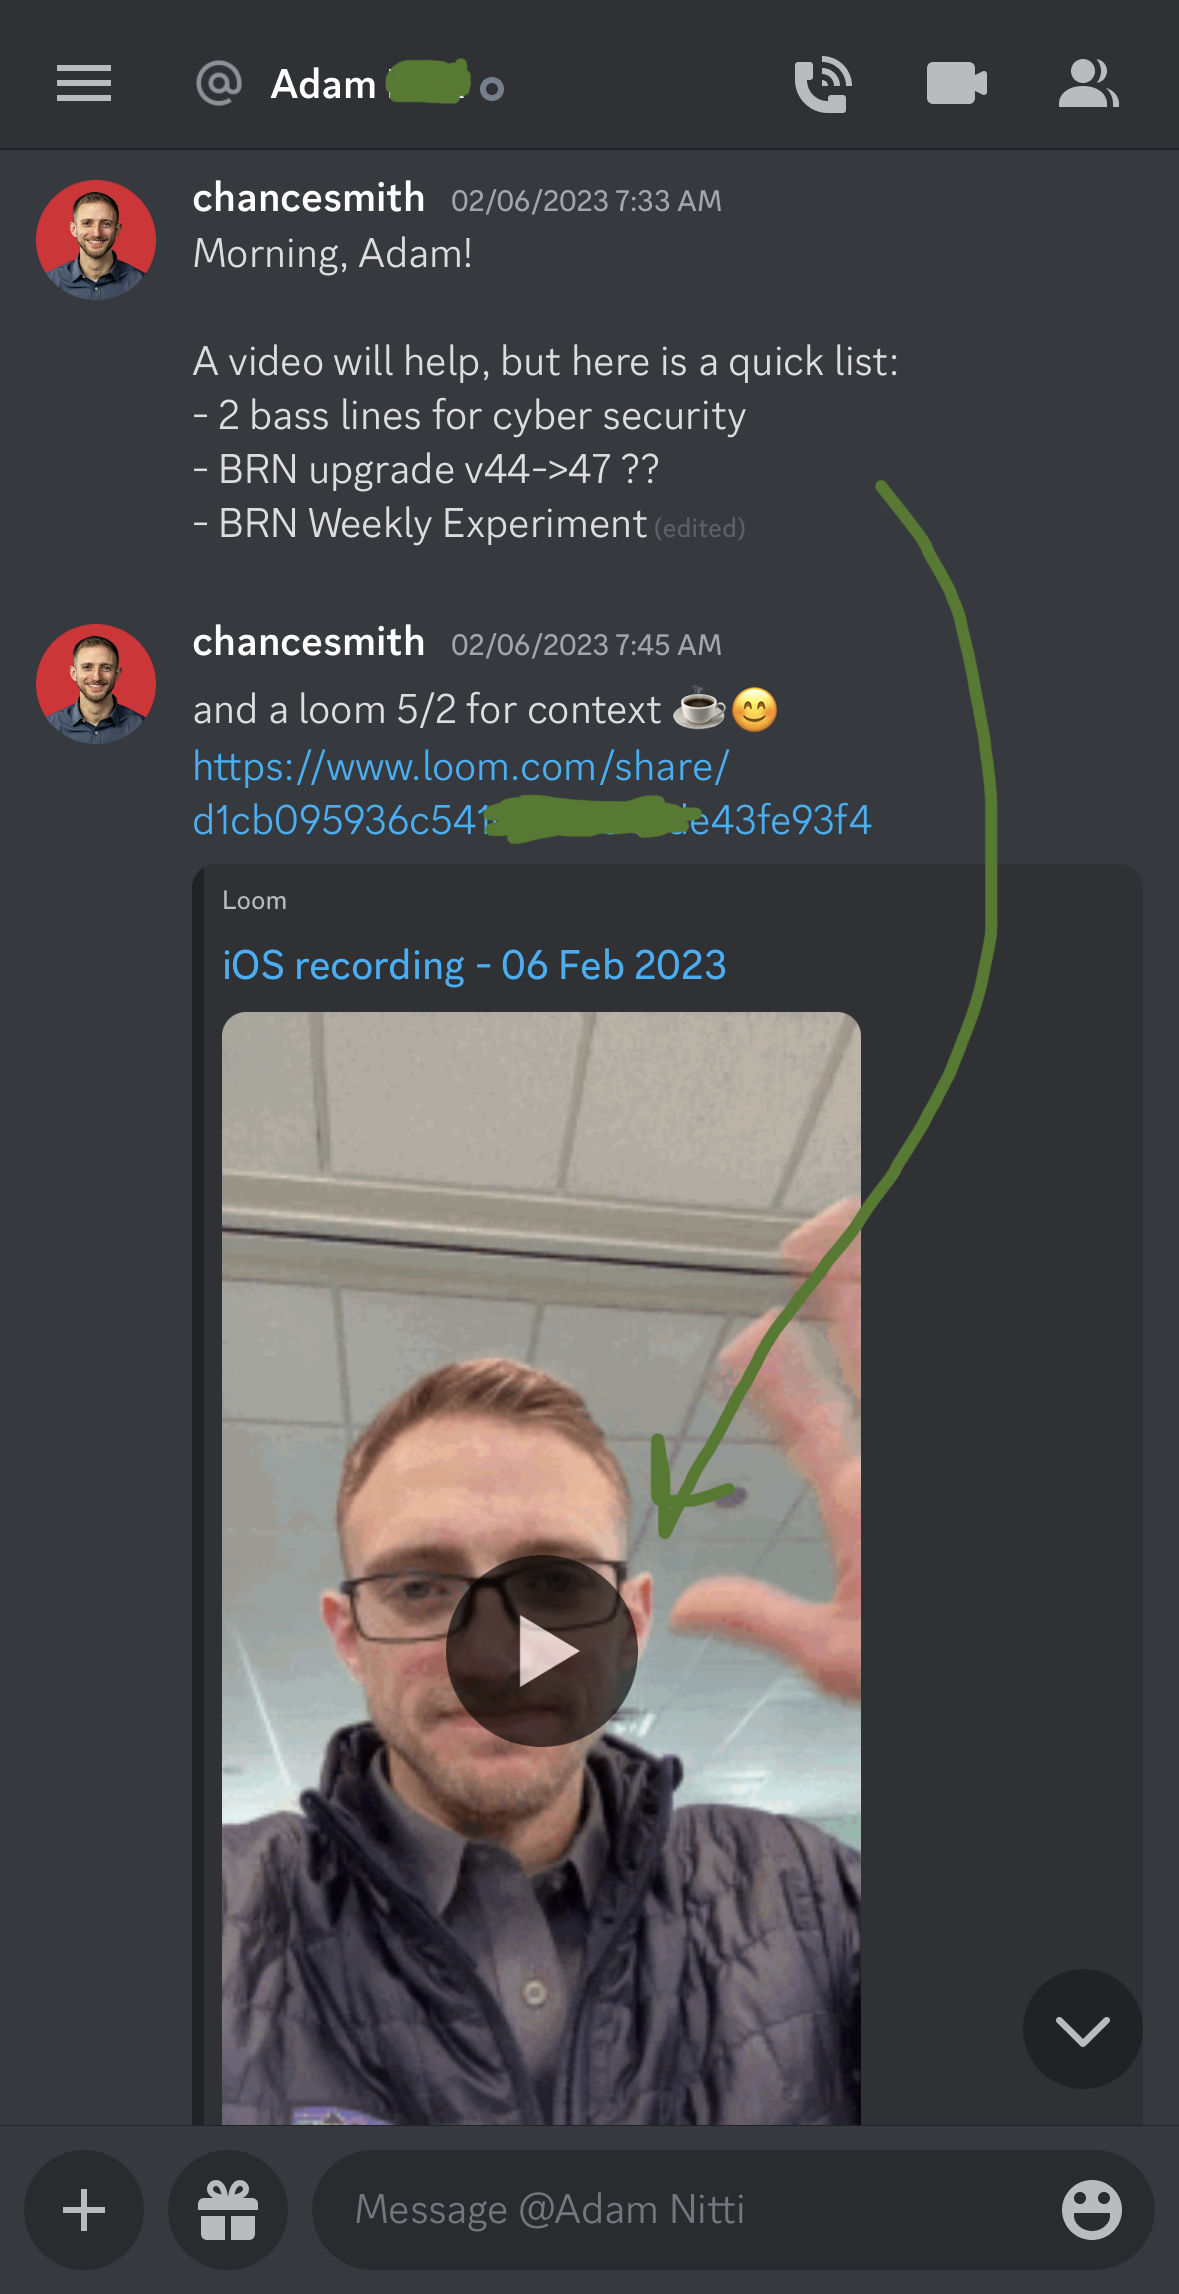 @ Adam
chancesmith 02/06/2023 7:33 AM
Morning, Adam!
A video will help, but here is a quick list:
- 2 bass lines for cyber security
- BRN upgrade v44->47 ??
- BRN Weekly Experiment (edited)
chancesmith 02/06/2023 7:45 AM
and a loom 5/2 for context ☕😊
https://www.loom.com/share/
d1cb095936c541 e43fe93f4
Loom
iOS recording - 06 Feb 2023
Message @Adam Nitti